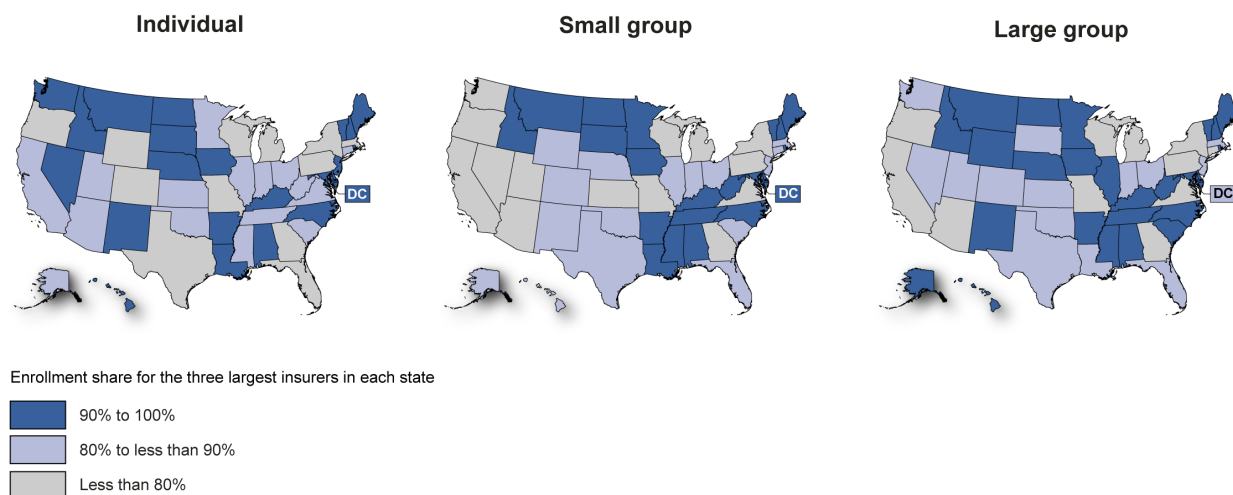 Individual
Small group
Large group
DC
DC
DC
Enrollment share for the three largest insurers in each state
90% to 100%
80% to less than 90%
Less than 80%